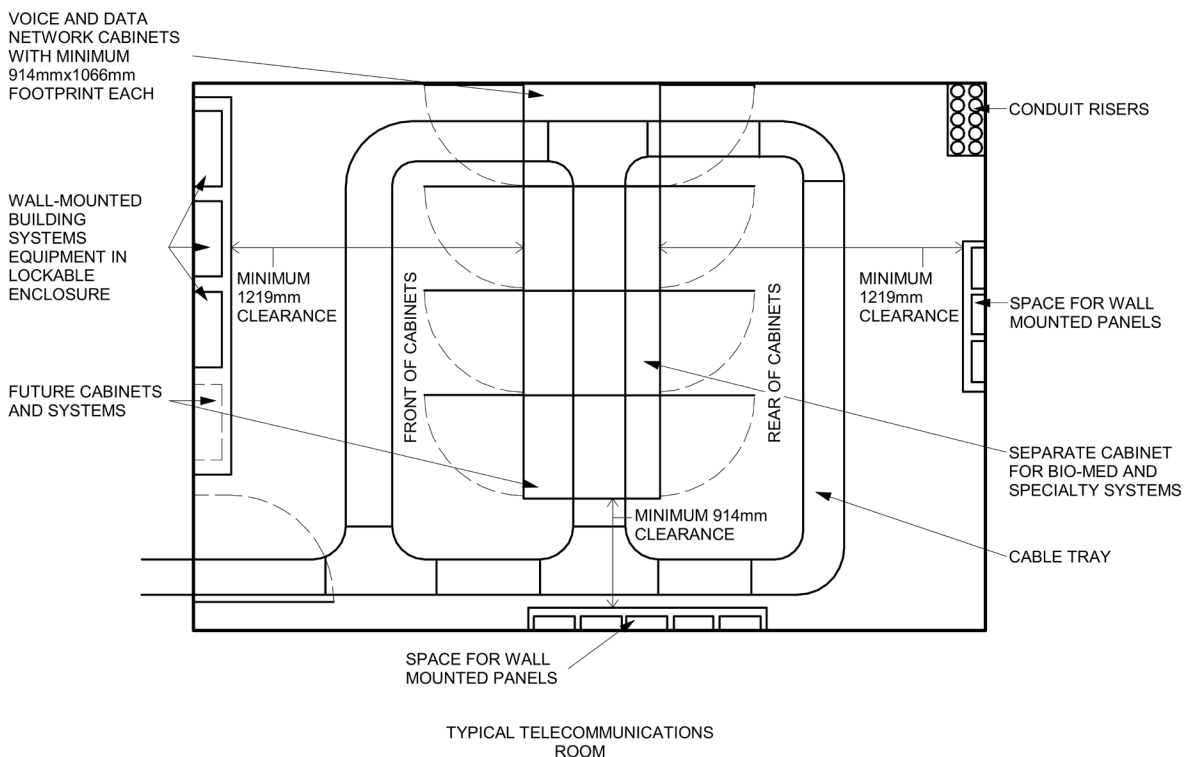 VOICE AND DATA
NETWORK CABINETS
WITH MINIMUM
914mmx1066mm
FOOTPRINT EACH
CONDUIT RISERS
WALL-MOUNTED
BUILDING
SYSTEMS
EQUIPMENT IN
LOCKABLE
ENCLOSURE
MINIMUM
1219mm
CLEARANCE
FRONT OF CABINETS
REAR OF CABINETS
MINIMUM
1219mm
CLEARANCE
SPACE FOR WALL
MOUNTED PANELS
FUTURE CABINETS
AND SYSTEMS
SEPARATE CABINET
FOR BIO-MED AND
SPECIALTY SYSTEMS
MINIMUM 914mm
CLEARANCE
CABLE TRAY
SPACE FOR WALL
MOUNTED PANELS
TYPICAL TELECOMMUNICATIONS
ROOM